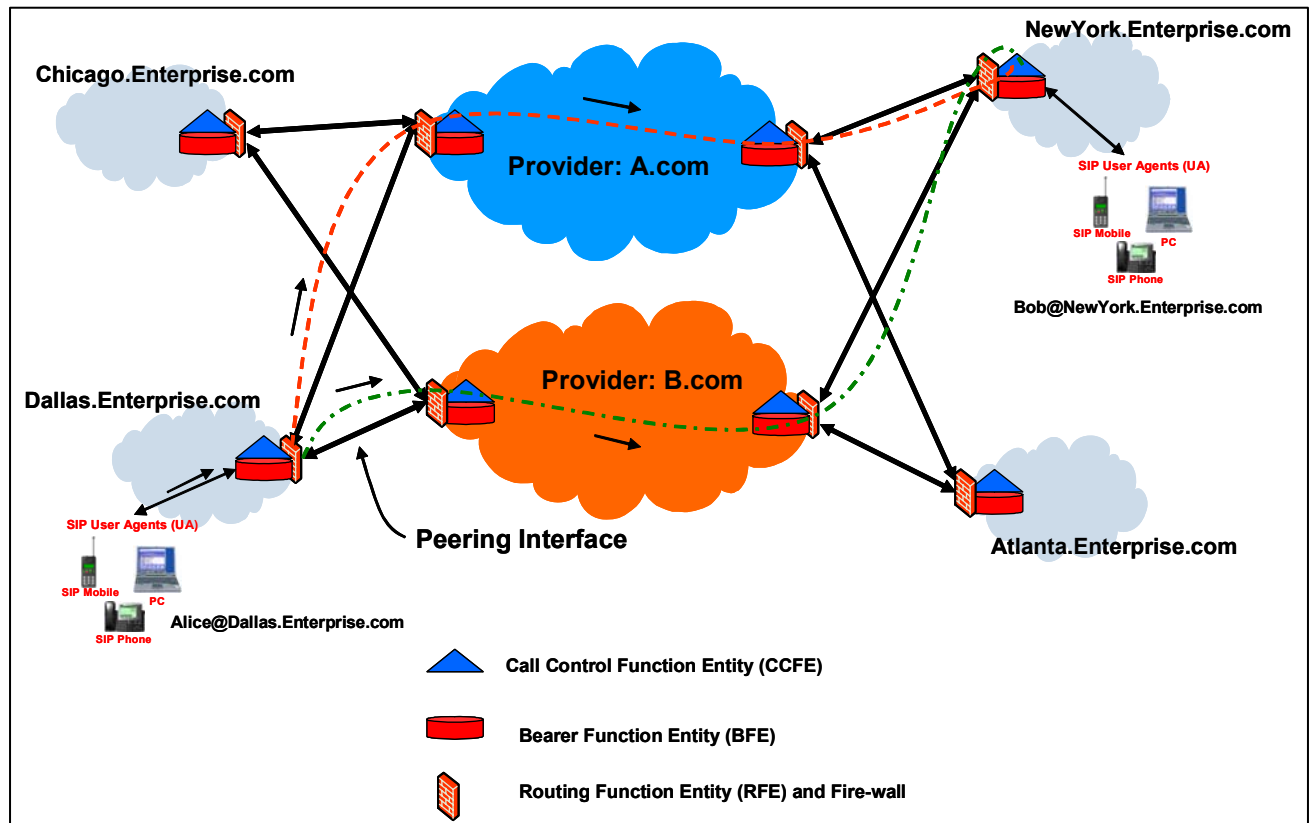 NewYork.Enterprise.com
Chicago.Enterprise.com
Provider: A.com
SIP User Agents (UA)
SIP Mobile
PC
SIP Phone
Bob@NewYork.Enterprise.com
Provider: B.com
Dallas.Enterprise.com
SIP User Agents (UA)
Peering Interface
Atlanta.Enterprise.com
SIP Mobile
PC
SIP Phone
Alice@Dallas.Enterprise.com
Call Control Function Entity (CCFE)
Bearer Function Entity (BFE)
Routing Function Entity (RFE) and Fire-wall